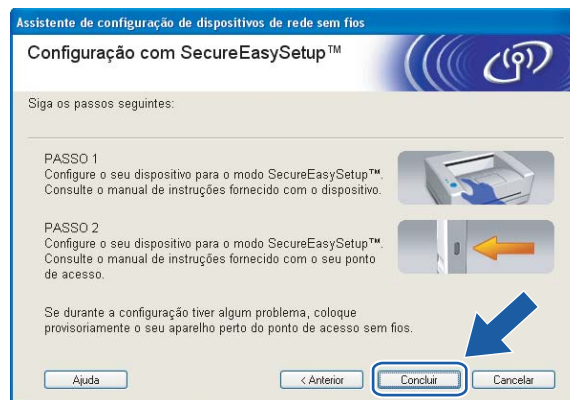 Assistente de configuração de dispositivos de rede sem fios
Configuração com SecureEasySetup™
Siga os passos seguintes:
PASSO 1
Configure o seu dispositivo para o modo SecureEasySetup™.
Consulte o manual de instruções fornecido com o dispositivo.
PASSO 2
Configure o seu dispositivo para o modo SecureEasySetup™.
Consulte o manual de instruções fornecido com o seu ponto
de acesso.
Se durante a configuração tiver algum problema, coloque
provisoriamente o seu aparelho perto do ponto de acesso sem fios.
Ajuda
< Anterior
Concluir
Cancelar